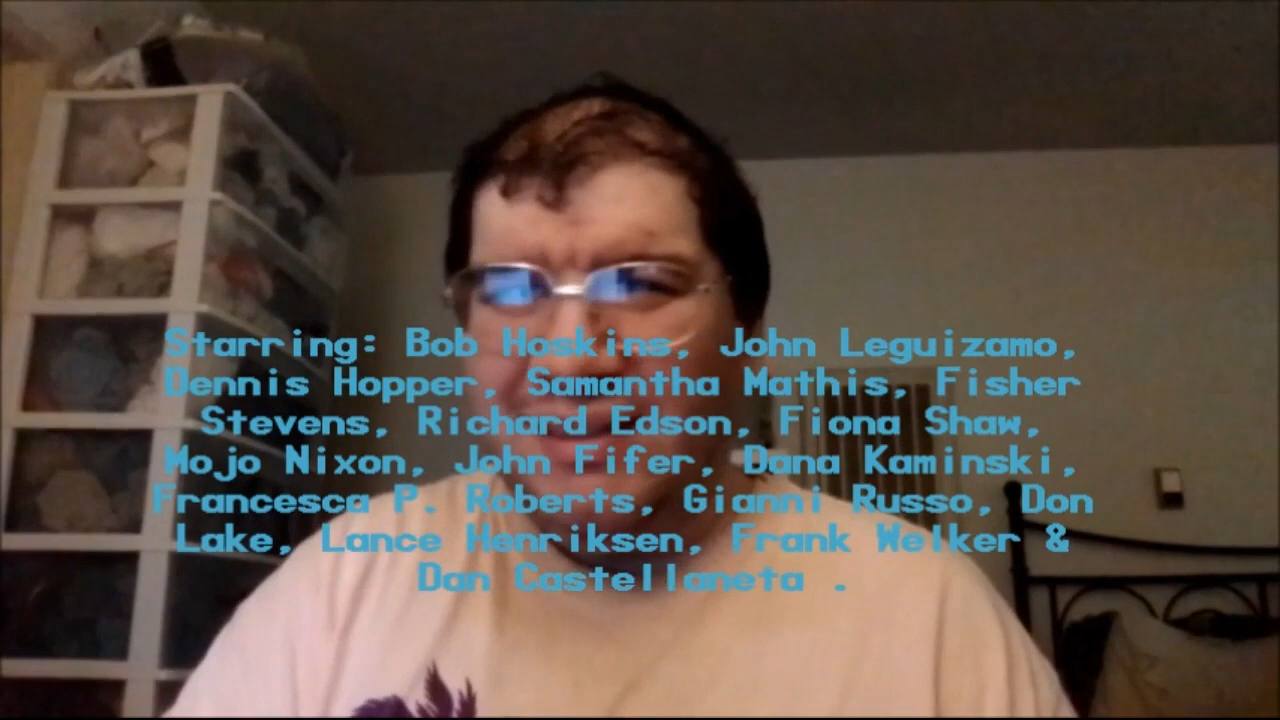 Starring: Bob Hoskins, John Leguizamo,
Dennis Hopper, Samantha Mathis, Fisher
Stevens, Richard Edson, Fiona Shaw,
Mojo Nixon, John Fifer, Dana Kaminski,
Francesca P. Roberts, Gianni Russo, Don
Lake, Lance Henriksen, Frank Welker &
Dan Castellaneta .